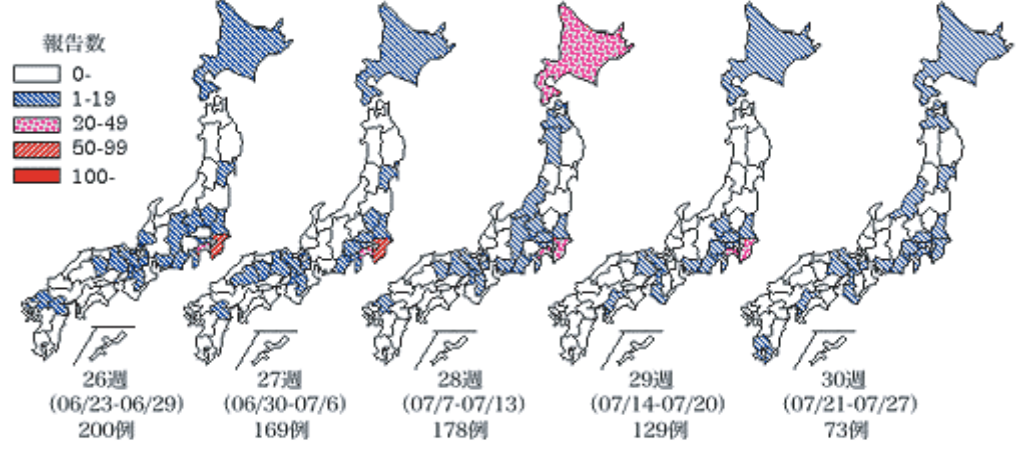 報告数
0-
1-19
20-49
50-99
100-
26週
(06/23-06/29)
200例
27週
(06/30-07/6)
169例
28週
(07/7-07/13)
178例
29週
(07/14-07/20)
129例
30週
(07/21-07/27)
73例